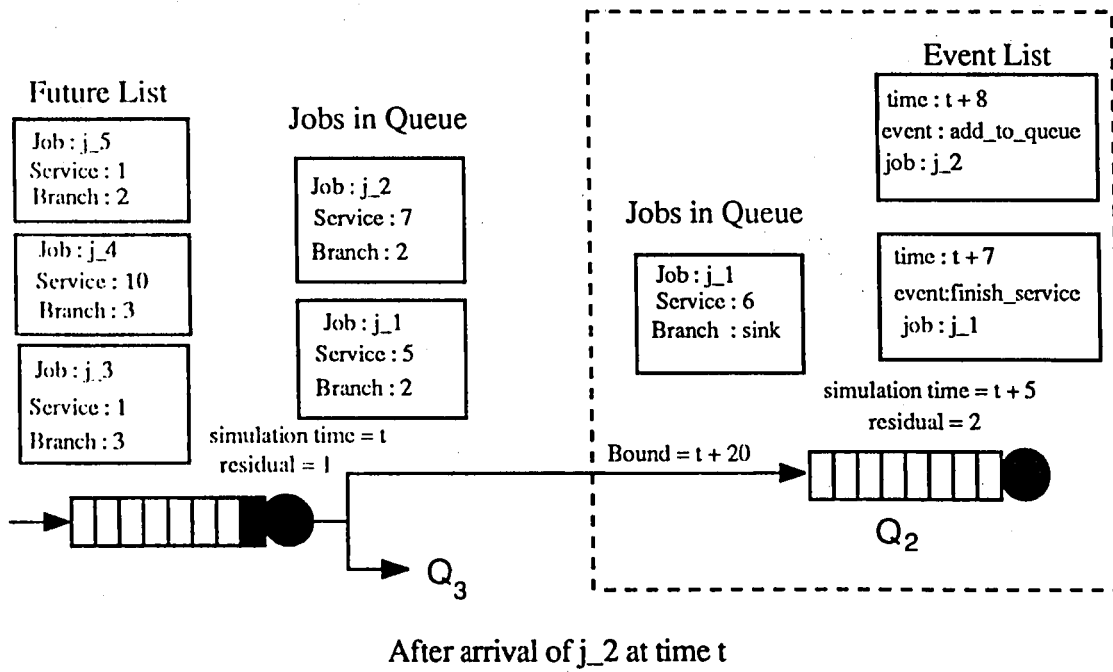 Future List
Job : j_5
Service : 1
Branch : 2
Job : j_4
Service : 10
Branch : 3
Job : j_3
Service : 1
Branch : 3
Jobs in Queue
Job : j_2
Service : 7
Branch : 2
Job : j_1
Service : 5
Branch : 2
simulation time = t
residual = 1
Q3
Bound = t + 20
Jobs in Queue
Job : j_1
Service : 6
Branch : sink
Event List
time : t + 8
event : add_to_queue
job : j_2
time : t + 7
event:finish_service
job : j_1
simulation time = t + 5
residual = 2
Q2
After arrival of j_2 at time t